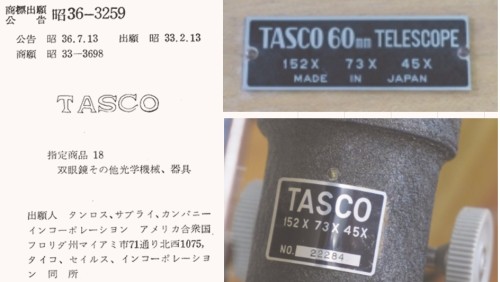 商標出願
公告 昭36-3259
公告 昭 36.7.13 出願 昭 33.2.13
商願 昭 33-3698
TASCO
指定商品 18
双眼鏡その他光学機械、器具
出願人 タンロス、サプライ、カンパニー
インコーポレーション アメリカ合衆国
フロリダ州マイアミ市71通り北西1075,
タイコ、セイルス、インコーポレーショ
ン 同 所
TASCO 60mm TELESCOPE
152X 73X 45X
MADE IN JAPAN
TASCO
152X 73X 45X
NO. 22284